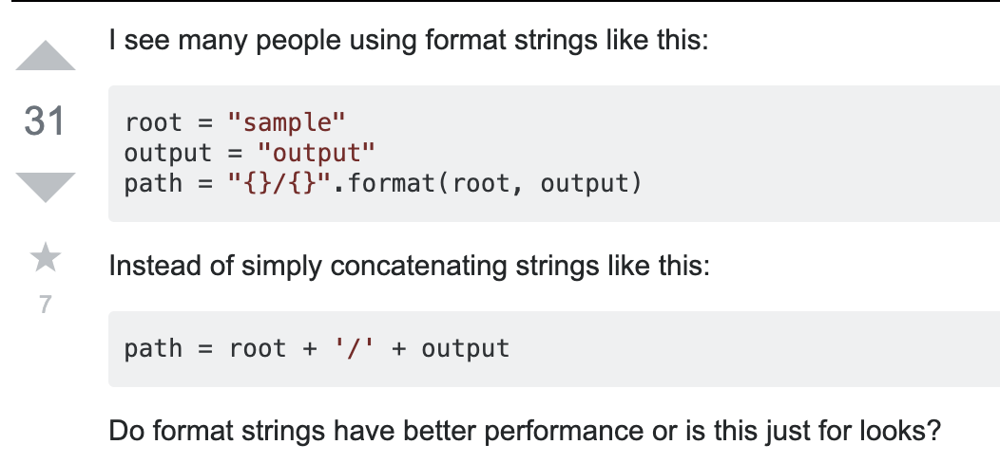 I see many people using format strings like this:
31
root = "sample"
output = "output"
path = "{}/{}".format(root, output)
Instead of simply concatenating strings like this:
7
path = root + '/' + output
Do format strings have better performance or is this just for looks?